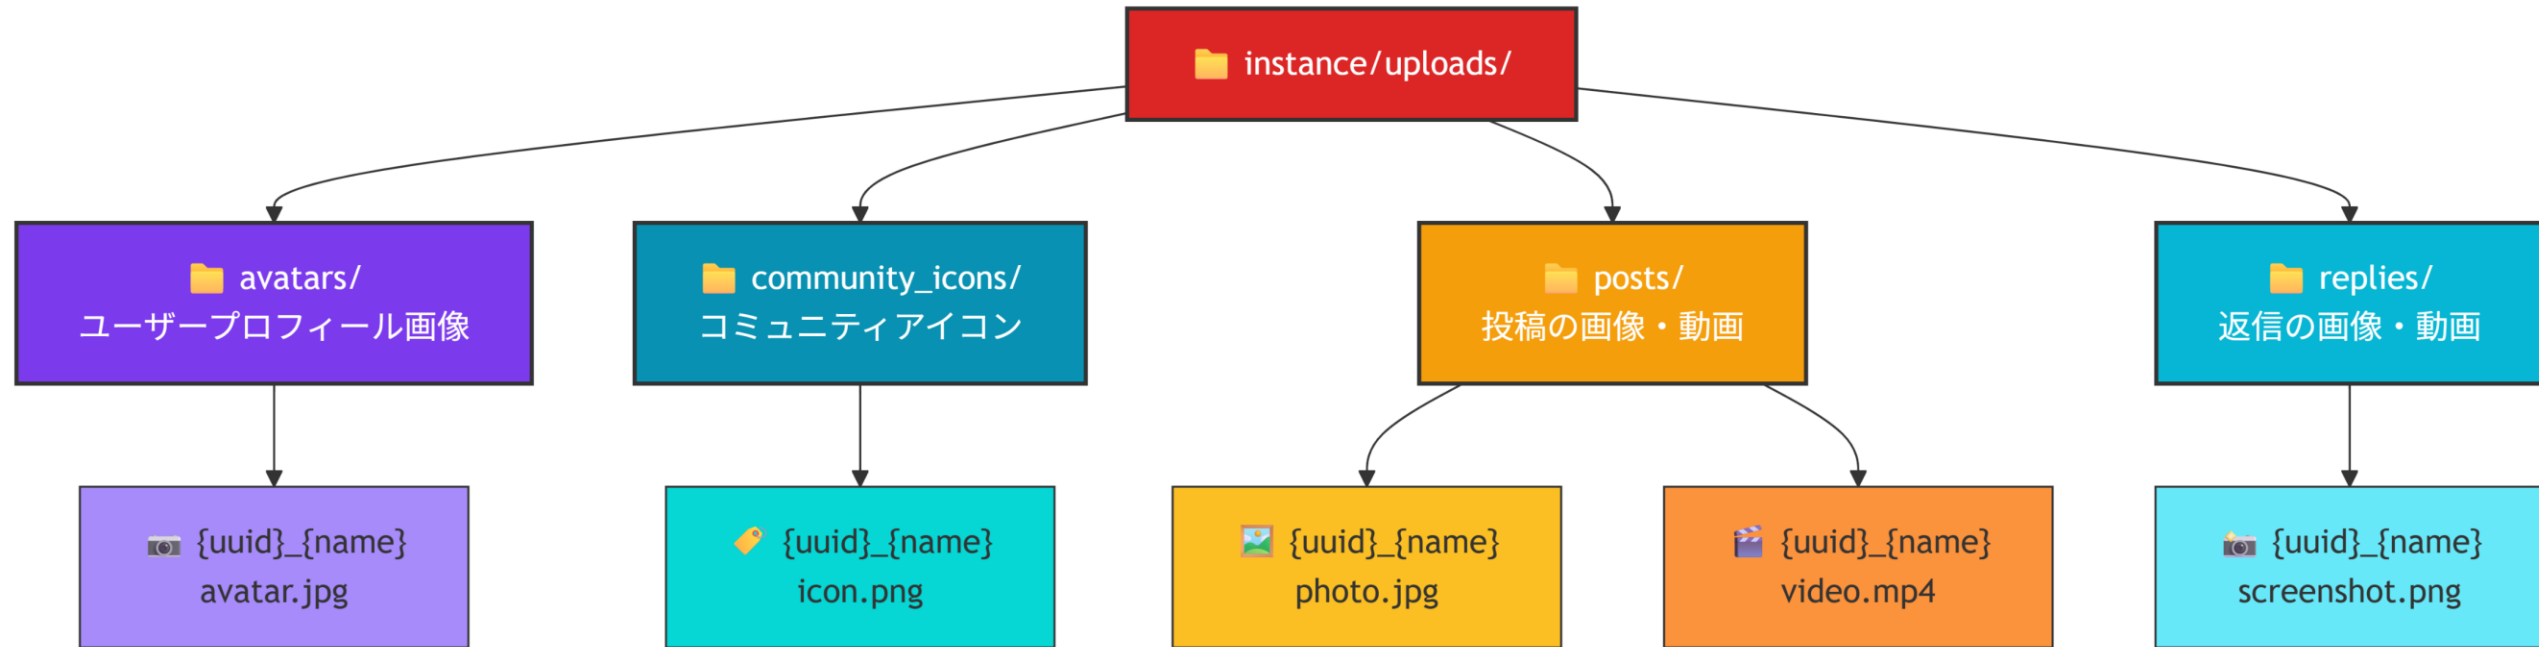 instance/uploads/
avatars/
ユーザープロフィール画像
community_icons/
コミュニティアイコン
posts/
投稿の画像・動画
replies/
返信の画像・動画
{uuid}_{name}
avatar.jpg
{uuid}_{name}
icon.png
{uuid}_{name}
photo.jpg
{uuid}_{name}
video.mp4
{uuid}_{name}
screenshot.png